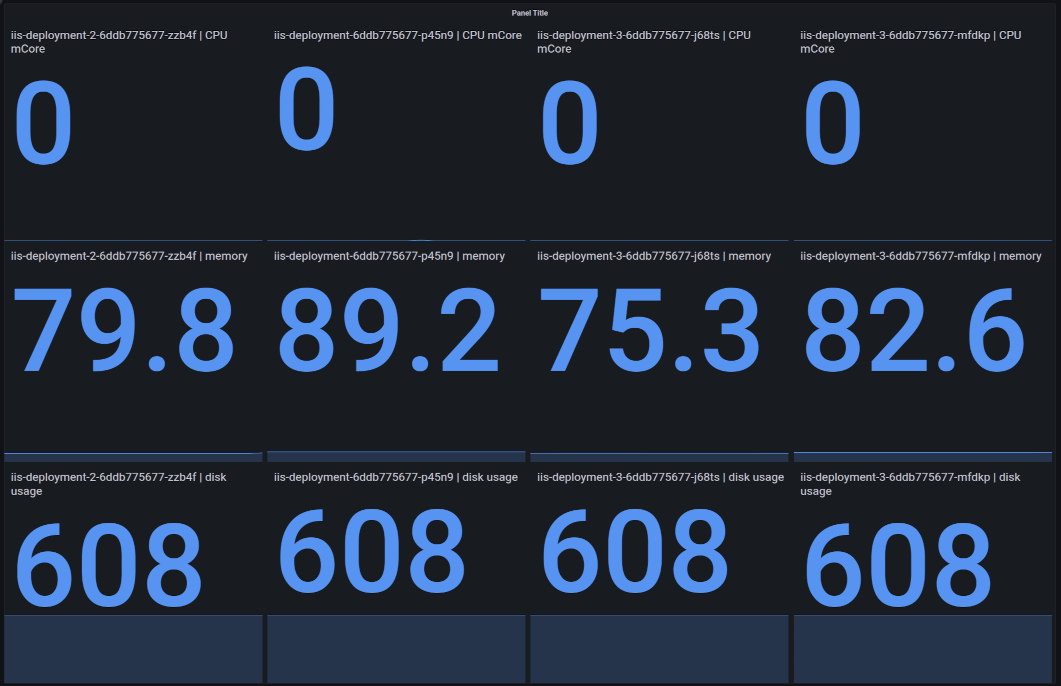 Panel Title
iis-deployment-2-6ddb775677-zzb4f | CPU
mCore
0
iis-deployment-6ddb775677-p45n9 | CPU mCore
0
iis-deployment-3-6ddb775677-j68ts | CPU
mCore
0
iis-deployment-3-6ddb775677-mfdkp | CPU
mCore
0
iis-deployment-2-6ddb775677-zzb4f | memory
79.8
iis-deployment-6ddb775677-p45n9 | memory
89.2
iis-deployment-3-6ddb775677-j68ts | memory
75.3
iis-deployment-3-6ddb775677-mfdkp | memory
82.6
iis-deployment-2-6ddb775677-zzb4f | disk
usage
608
iis-deployment-6ddb775677-p45n9 | disk usage
608
iis-deployment-3-6ddb775677-j68ts | disk usage
608
iis-deployment-3-6ddb775677-mfdkp | disk
usage
608